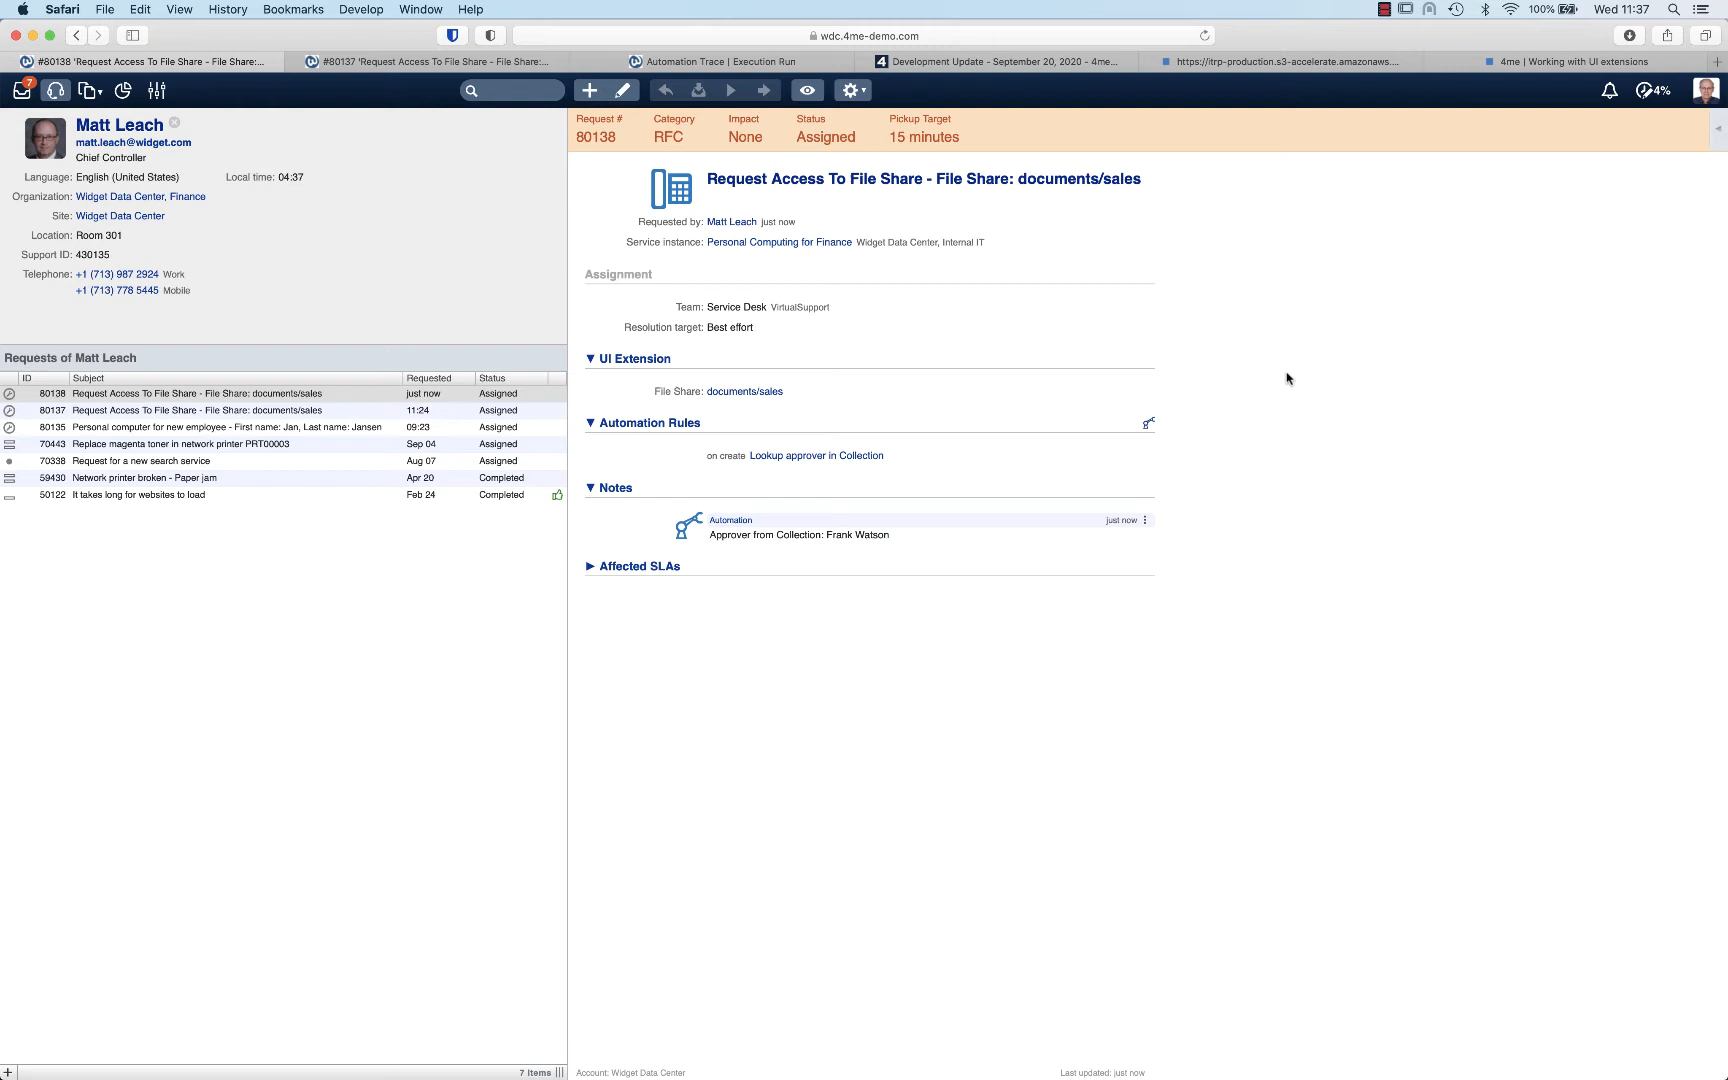 Safari File Edit View History Bookmarks Develop Window Help 100% Wed 11:37
wdc.4me-demo.com
#80138 'Request Access To File Share - File Share:...
#80137 'Request Access To File Share - File Share:...
Automation Trace | Execution Run
Development Update - September 20, 2020 - 4me...
https://itrp-production.s3-accelerate.amazonaws....
4me | Working with UI extensions
7
4%
Matt Leach
matt.leach@widget.com
Chief Controller
Language: English (United States) Local time: 04:37
Organization: Widget Data Center, Finance
Site: Widget Data Center
Location: Room 301
Support ID: 430135
Telephone: +1 (713) 987 2924 Work
+1 (713) 778 5445 Mobile
Requests of Matt Leach
ID Subject Requested Status
80138 Request Access To File Share - File Share: documents/sales just now Assigned
80137 Request Access To File Share - File Share: documents/sales 11:24 Assigned
80135 Personal computer for new employee - First name: Jan, Last name: Jansen 09:23 Assigned
70443 Replace magenta toner in network printer PRT00003 Sep 04 Assigned
70338 Request for a new search service Aug 07 Assigned
59430 Network printer broken - Paper jam Apr 20 Completed
50122 It takes long for websites to load Feb 24 Completed
7 items
Request # Category Impact Status Pickup Target
80138 RFC None Assigned 15 minutes
Request Access To File Share - File Share: documents/sales
Requested by: Matt Leach just now
Service instance: Personal Computing for Finance Widget Data Center, Internal IT
Assignment
Team: Service Desk VirtualSupport
Resolution target: Best effort
UI Extension
File Share: documents/sales
Automation Rules
on create Lookup approver in Collection
Notes
Automation just now
Approver from Collection: Frank Watson
Affected SLAs
Account: Widget Data Center Last updated: just now